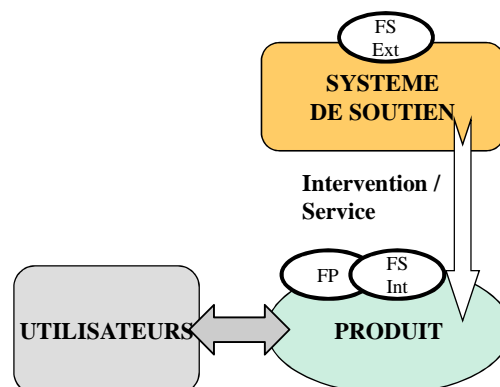 FS
Ext
SYSTEME
DE SOUTIEN
Intervention /
Service
FP
FS
Int
UTILISATEURS
PRODUIT